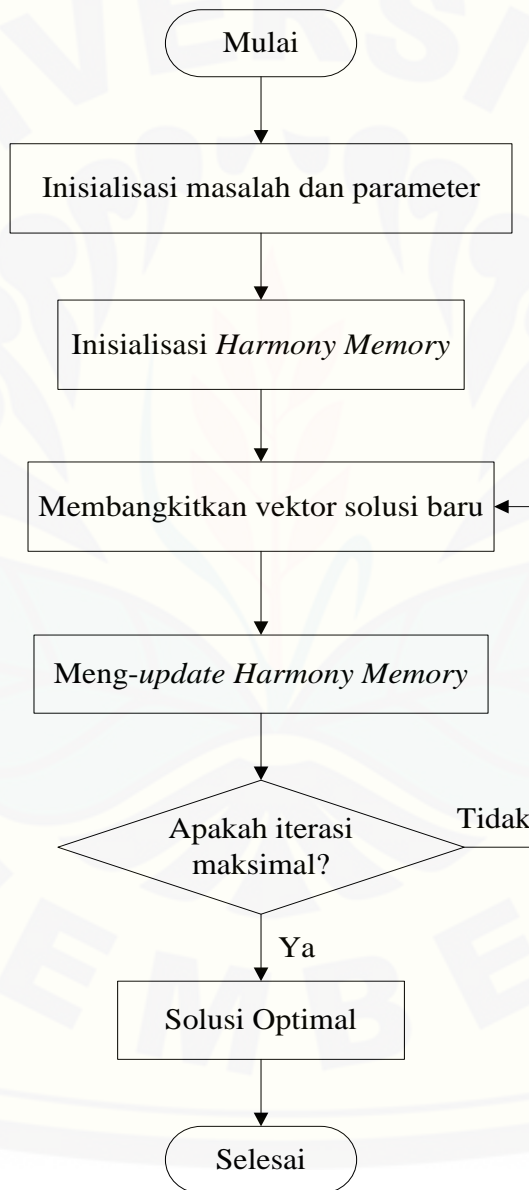 Mulai
Inisialisasi masalah dan parameter
Inisialisasi Harmony Memory
Membangkitkan vektor solusi baru
Meng-update Harmony Memory
Apakah iterasi
maksimal?
Tidak
Ya
Solusi Optimal
Selesai